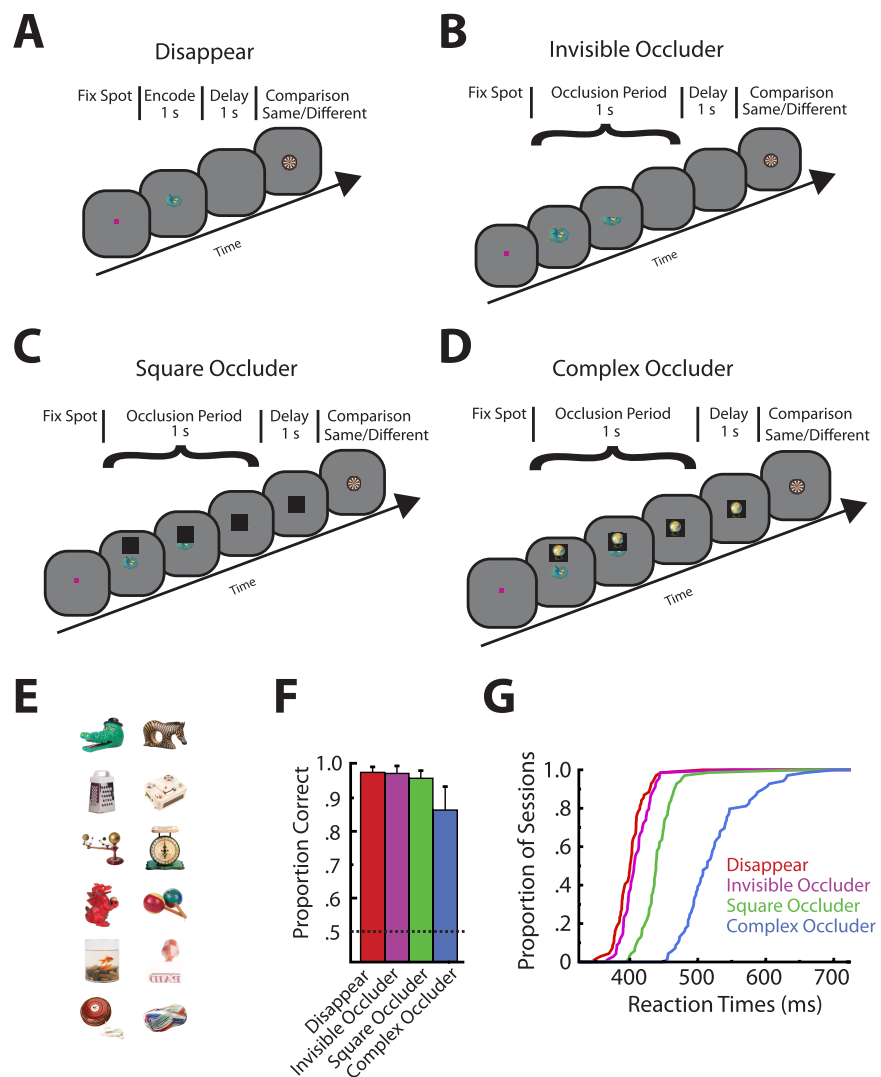 A
Disappear
Fix Spot
Encode
1 s
Delay
1 s
Comparison
Same/Different
Time
B
Invisible Occluder
Fix Spot
Occlusion Period
1 s
Delay
1 s
Comparison
Same/Different
Time
C
Square Occluder
Fix Spot
Occlusion Period
1 s
Delay
1 s
Comparison
Same/Different
Time
D
Complex Occluder
Fix Spot
Occlusion Period
1 s
Delay
1 s
Comparison
Same/Different
Time
E
F
Proportion Correct
1.0
.9
.8
.7
.6
.5
Disappear
Invisible Occluder
Square Occluder
Complex Occluder
G
Proportion of Sessions
1.0
.8
.6
.4
.2
0
Disappear
Invisible Occluder
Square Occluder
Complex Occluder
400 500 600 700
Reaction Times (ms)